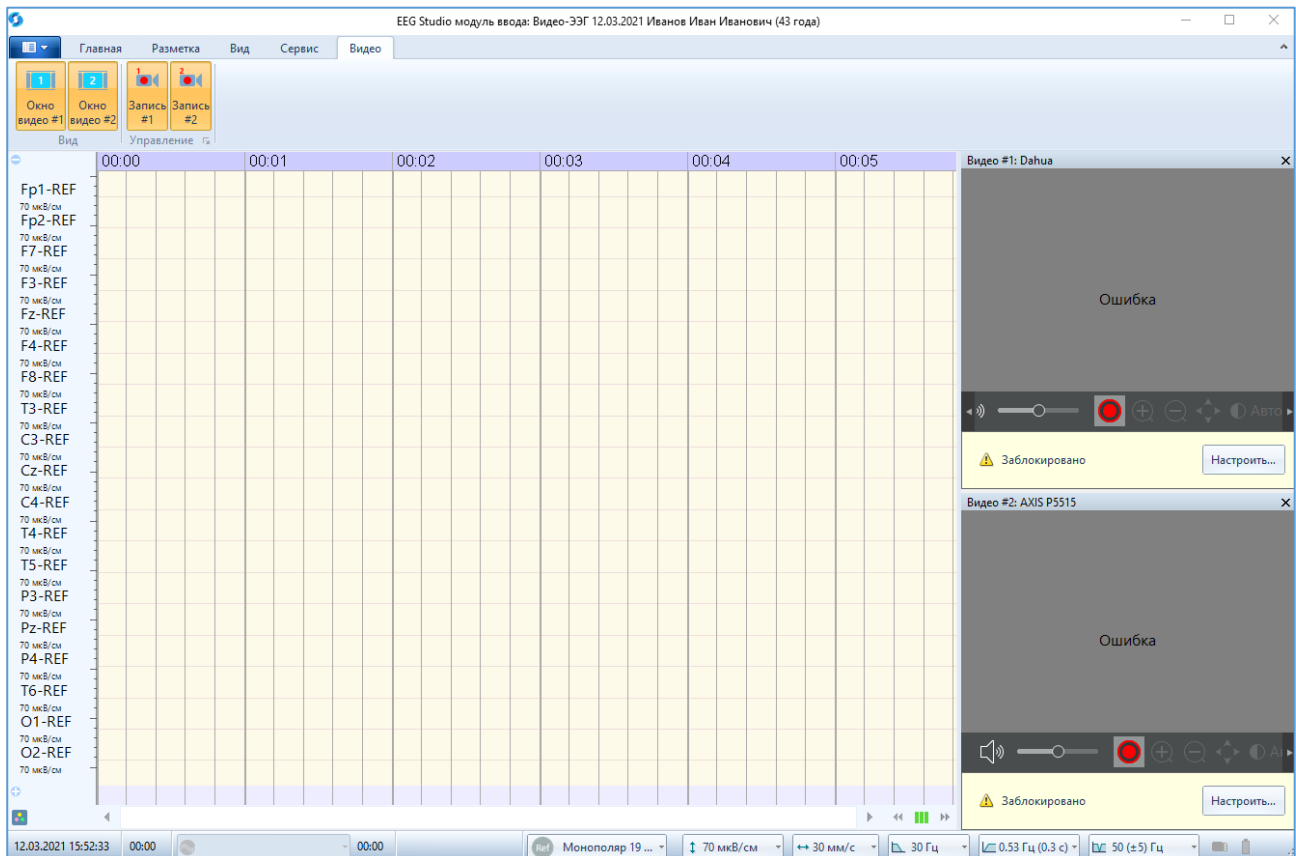 EEG Studio модуль ввода: Видео-ЭЭГ 12.03.2021 Иванов Иван Иванович (43 года)
Главная Разметка Вид Сервис Видео
1 2 1 2
Окно видео #1 Окно видео #2 Запись #1 Запись #2
Вид Управление
00:00 00:01 00:02 00:03 00:04 00:05
Fp1-REF
70 мкВ/см
Fp2-REF
70 мкВ/см
F7-REF
70 мкВ/см
F3-REF
70 мкВ/см
Fz-REF
70 мкВ/см
F4-REF
70 мкВ/см
F8-REF
70 мкВ/см
T3-REF
70 мкВ/см
C3-REF
70 мкВ/см
Cz-REF
70 мкВ/см
C4-REF
70 мкВ/см
T4-REF
70 мкВ/см
T5-REF
70 мкВ/см
P3-REF
70 мкВ/см
Pz-REF
70 мкВ/см
P4-REF
70 мкВ/см
T6-REF
70 мкВ/см
O1-REF
70 мкВ/см
O2-REF
70 мкВ/см
Видео #1: Dahua
Ошибка
Авто
Заблокировано Настроить...
Видео #2: AXIS P5515
Ошибка
Заблокировано Настроить...
12.03.2021 15:52:33 00:00 00:00 Ref Монополяр 19 ... 70 мкВ/см 30 мм/с 30 Гц 0.53 Гц (0.3 с) 50 (±5) Гц